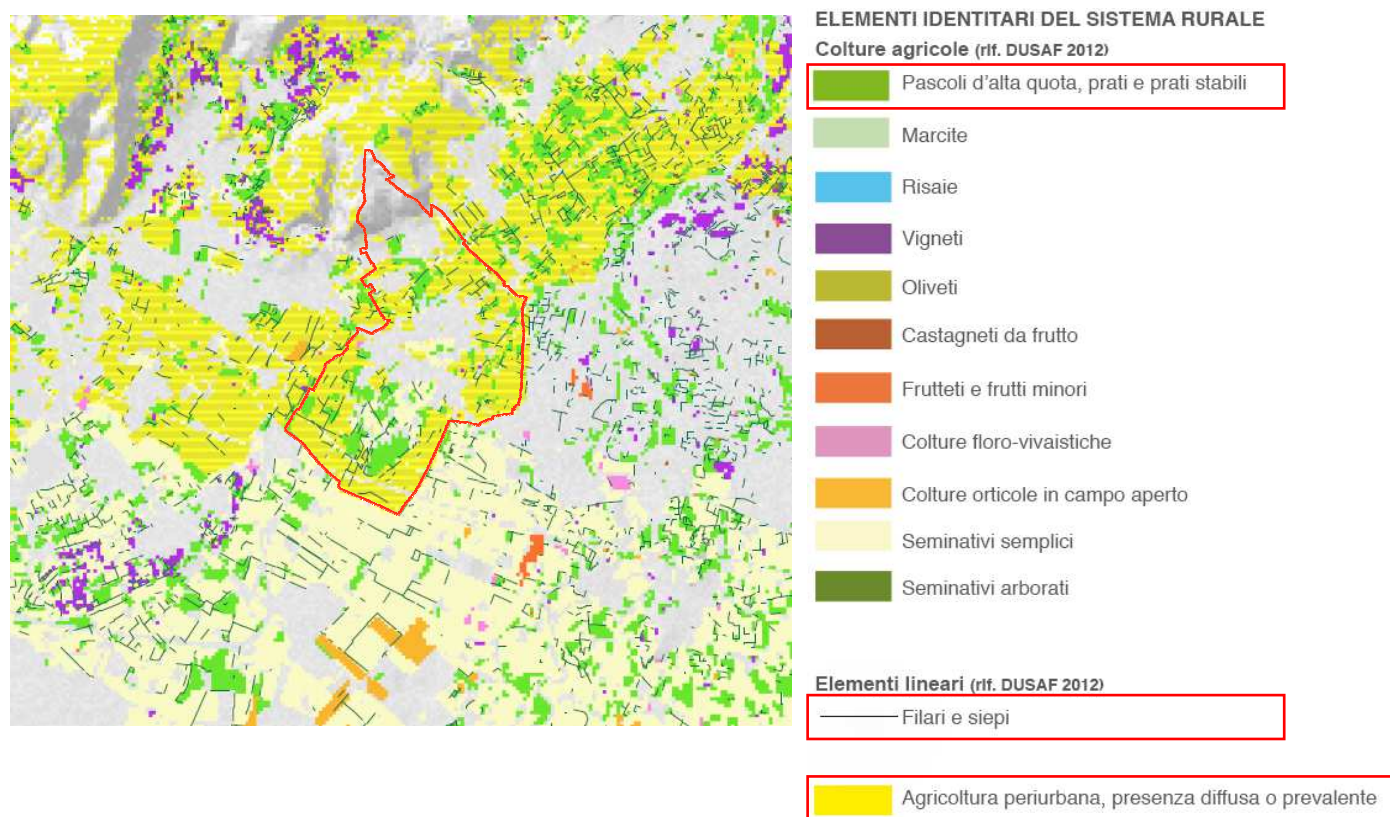 ELEMENTI IDENTITARI DEL SISTEMA RURALE
Colture agricole (rif. DUSAF 2012)
Pascoli d'alta quota, prati e prati stabili
Marcite
Risaie
Vigneti
Oliveti
Castagneti da frutto
Frutteti e frutti minori
Colture floro-vivaistiche
Colture orticole in campo aperto
Seminativi semplici
Seminativi arborati
Elementi lineari (rif. DUSAF 2012)
Filari e siepi
Agricoltura periurbana, presenza diffusa o prevalente